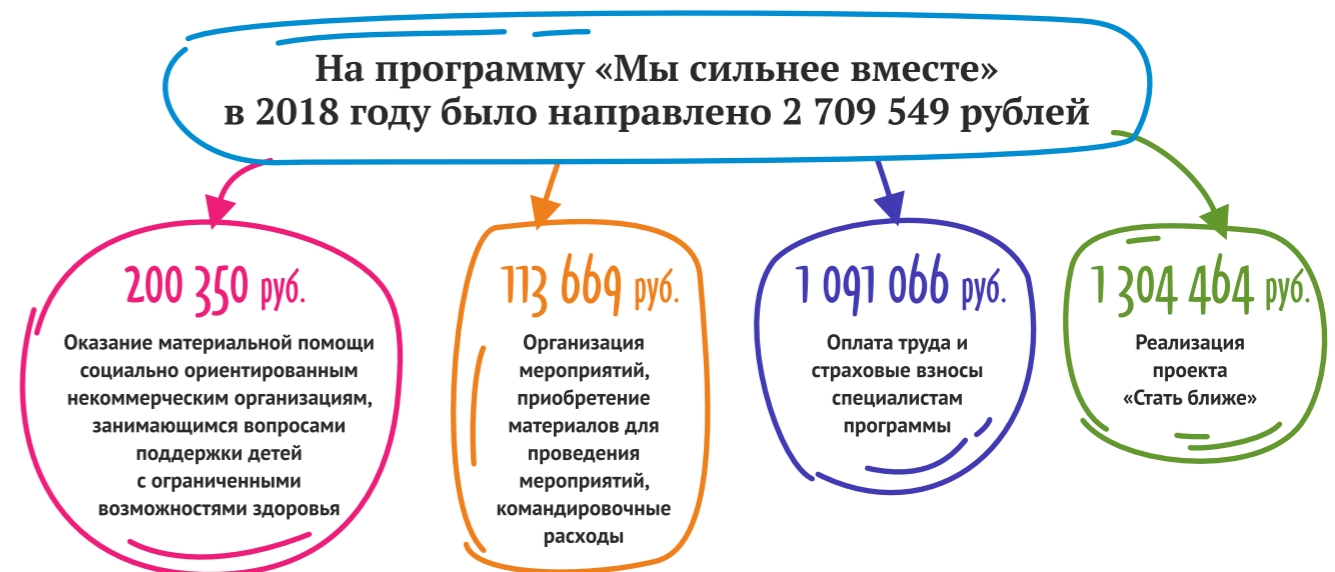 На программу «Мы сильнее вместе»
в 2018 году было направлено 2 709 549 рублей
200 350 руб.
Оказание материальной помощи
социально ориентированным
некоммерческим организациям,
занимающимся вопросами
поддержки детей
с ограниченными
возможностями здоровья
113 669 руб.
Организация
мероприятий,
приобретение
материалов для
проведения
мероприятий,
командировочные
расходы
1 091 066 руб.
Оплата труда и
страховые взносы
специалистам
программы
1 304 464 руб.
Реализация
проекта
«Стать ближе»